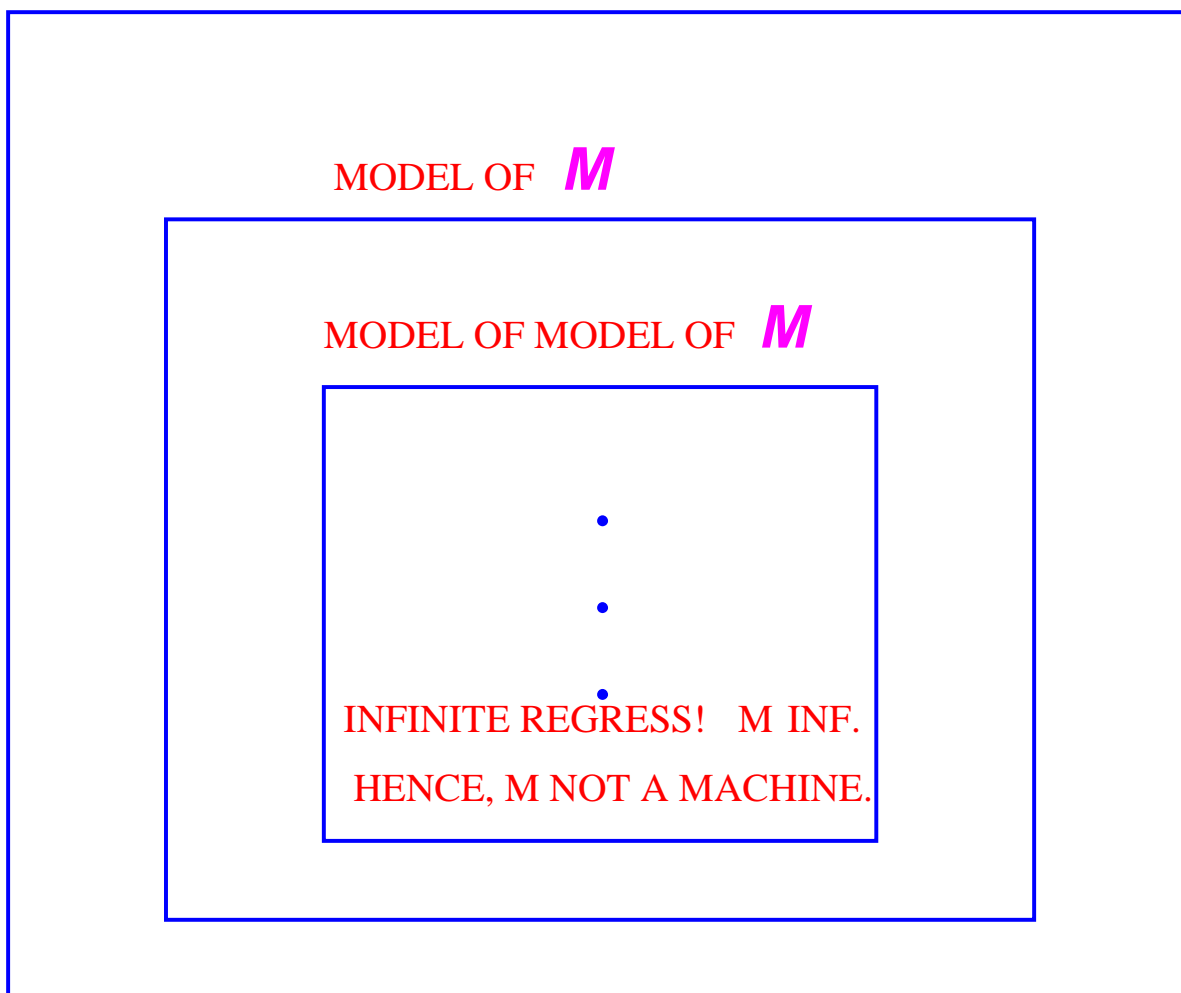 MODEL OF M
MODEL OF MODEL OF M
INFINITE REGRESS! M INF.
HENCE, M NOT A MACHINE.